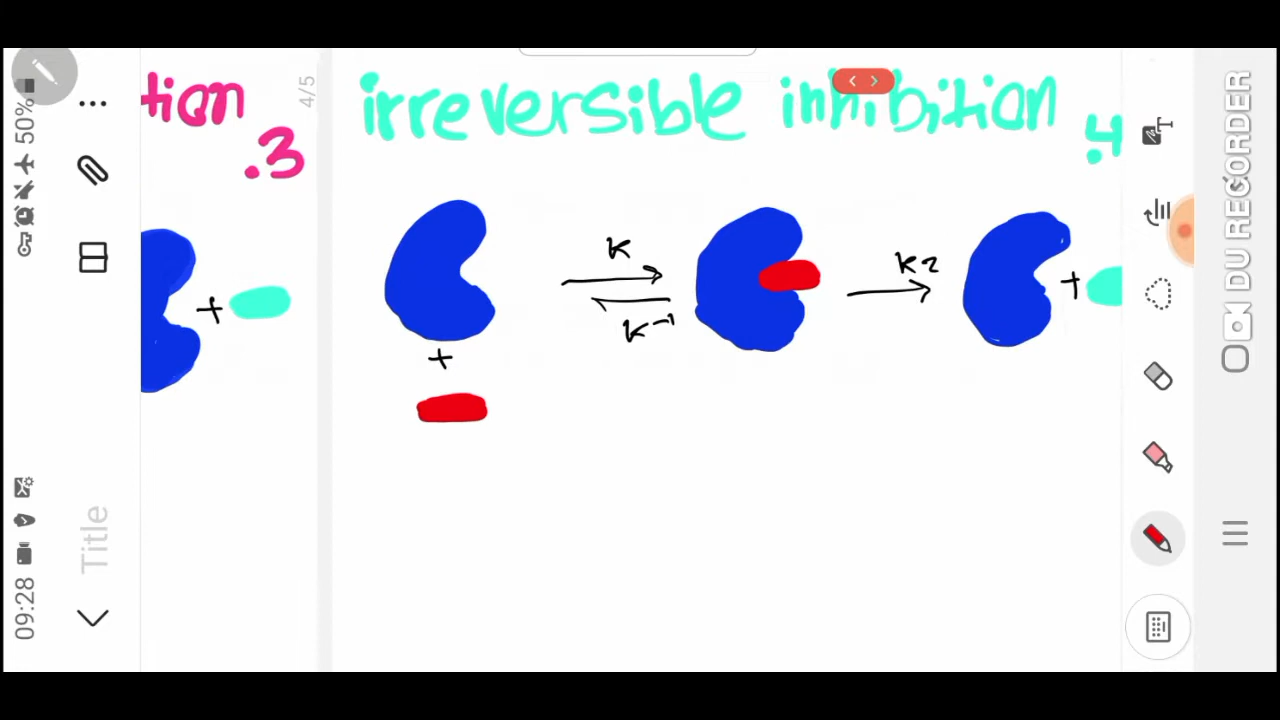 tion
.3
4/5
irreversible inhibition
.4
K
K-1
K2
+
+
+
+
50%
09:28
Title
DU RECORDER